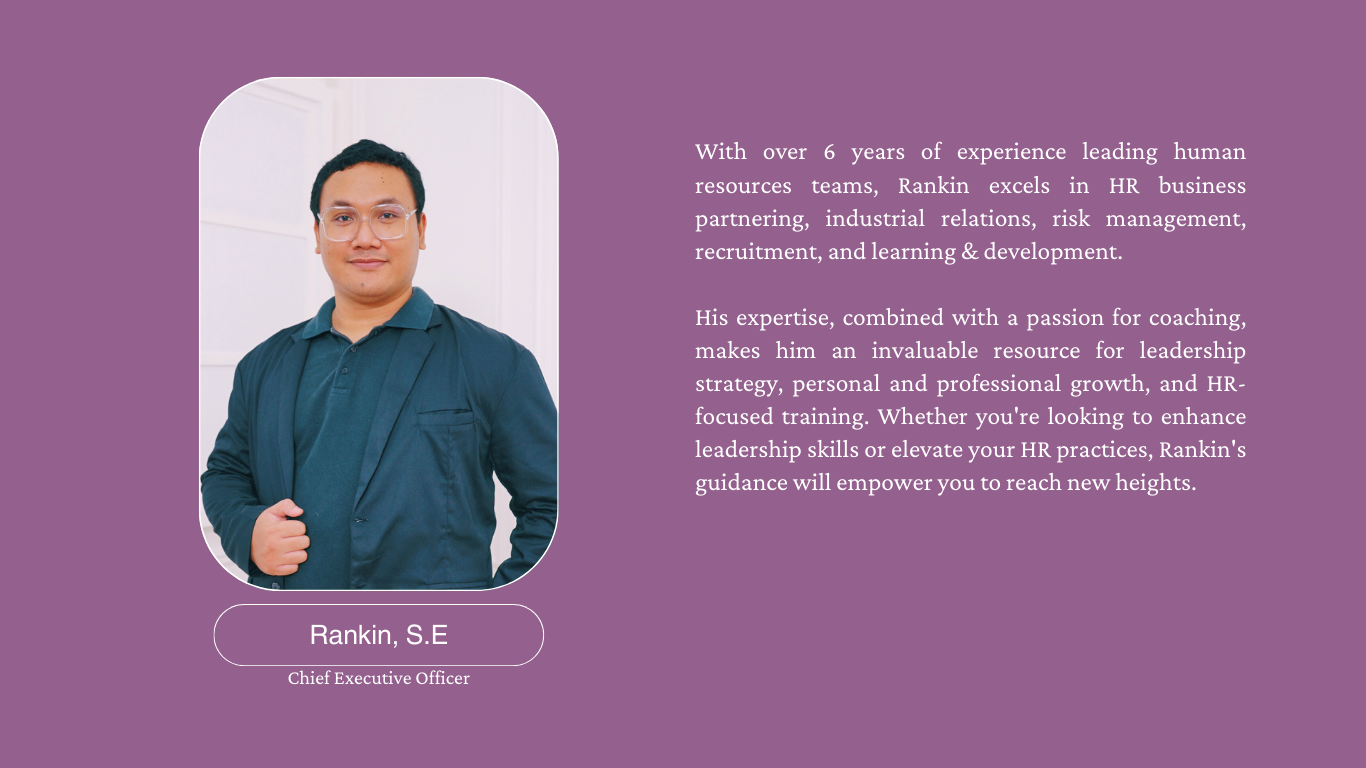 With over 6 years of experience leading human
resources teams, Rankin excels in HR business
partnering, industrial relations, risk management,
recruitment, and learning & development.
His expertise, combined with a passion for coaching,
makes him an invaluable resource for leadership
strategy, personal and professional growth, and HR-
focused training. Whether you're looking to enhance
leadership skills or elevate your HR practices, Rankin's
guidance will empower you to reach new heights.
Rankin, S.E
Chief Executive Officer